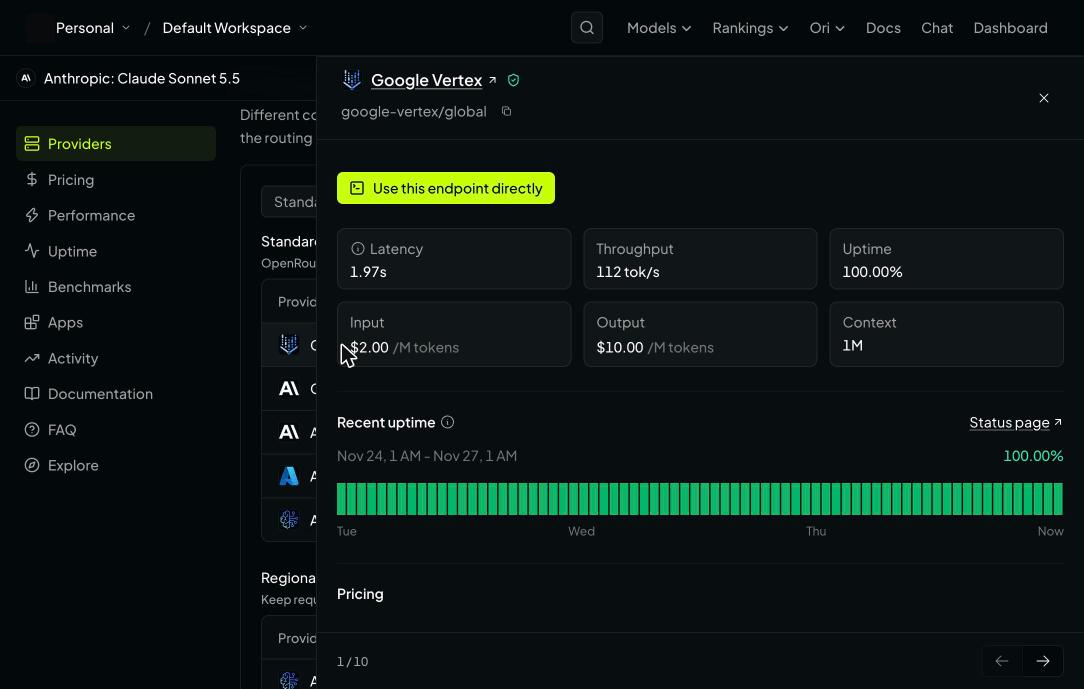 Personal / Default Workspace Models Rankings Ori Docs Chat Dashboard
Anthropic: Claude Sonnet 5.5
Providers
Pricing
Performance
Uptime
Benchmarks
Apps
Activity
Documentation
FAQ
Explore
the routing
Google Vertex
google-vertex/global
Use this endpoint directly
Latency
1.97s
Throughput
112 tok/s
Uptime
100.00%
Input
$2.00 /M tokens
Output
$10.00 /M tokens
Context
1M
Recent uptime Status page
Nov 24, 1 AM - Nov 27, 1 AM 100.00%
Tue Wed Thu Now
Pricing
1 / 10